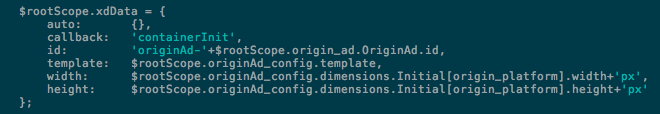 $rootScope.xdData = {
auto: {},
callback: 'containerInit',
id: 'originAd-'+$rootScope.origin_ad.OriginAd.id,
template: $rootScope.originAd_config.template,
width: $rootScope.originAd_config.dimensions.Initial[origin_platform].width+'px',
height: $rootScope.originAd_config.dimensions.Initial[origin_platform].height+'px'
};